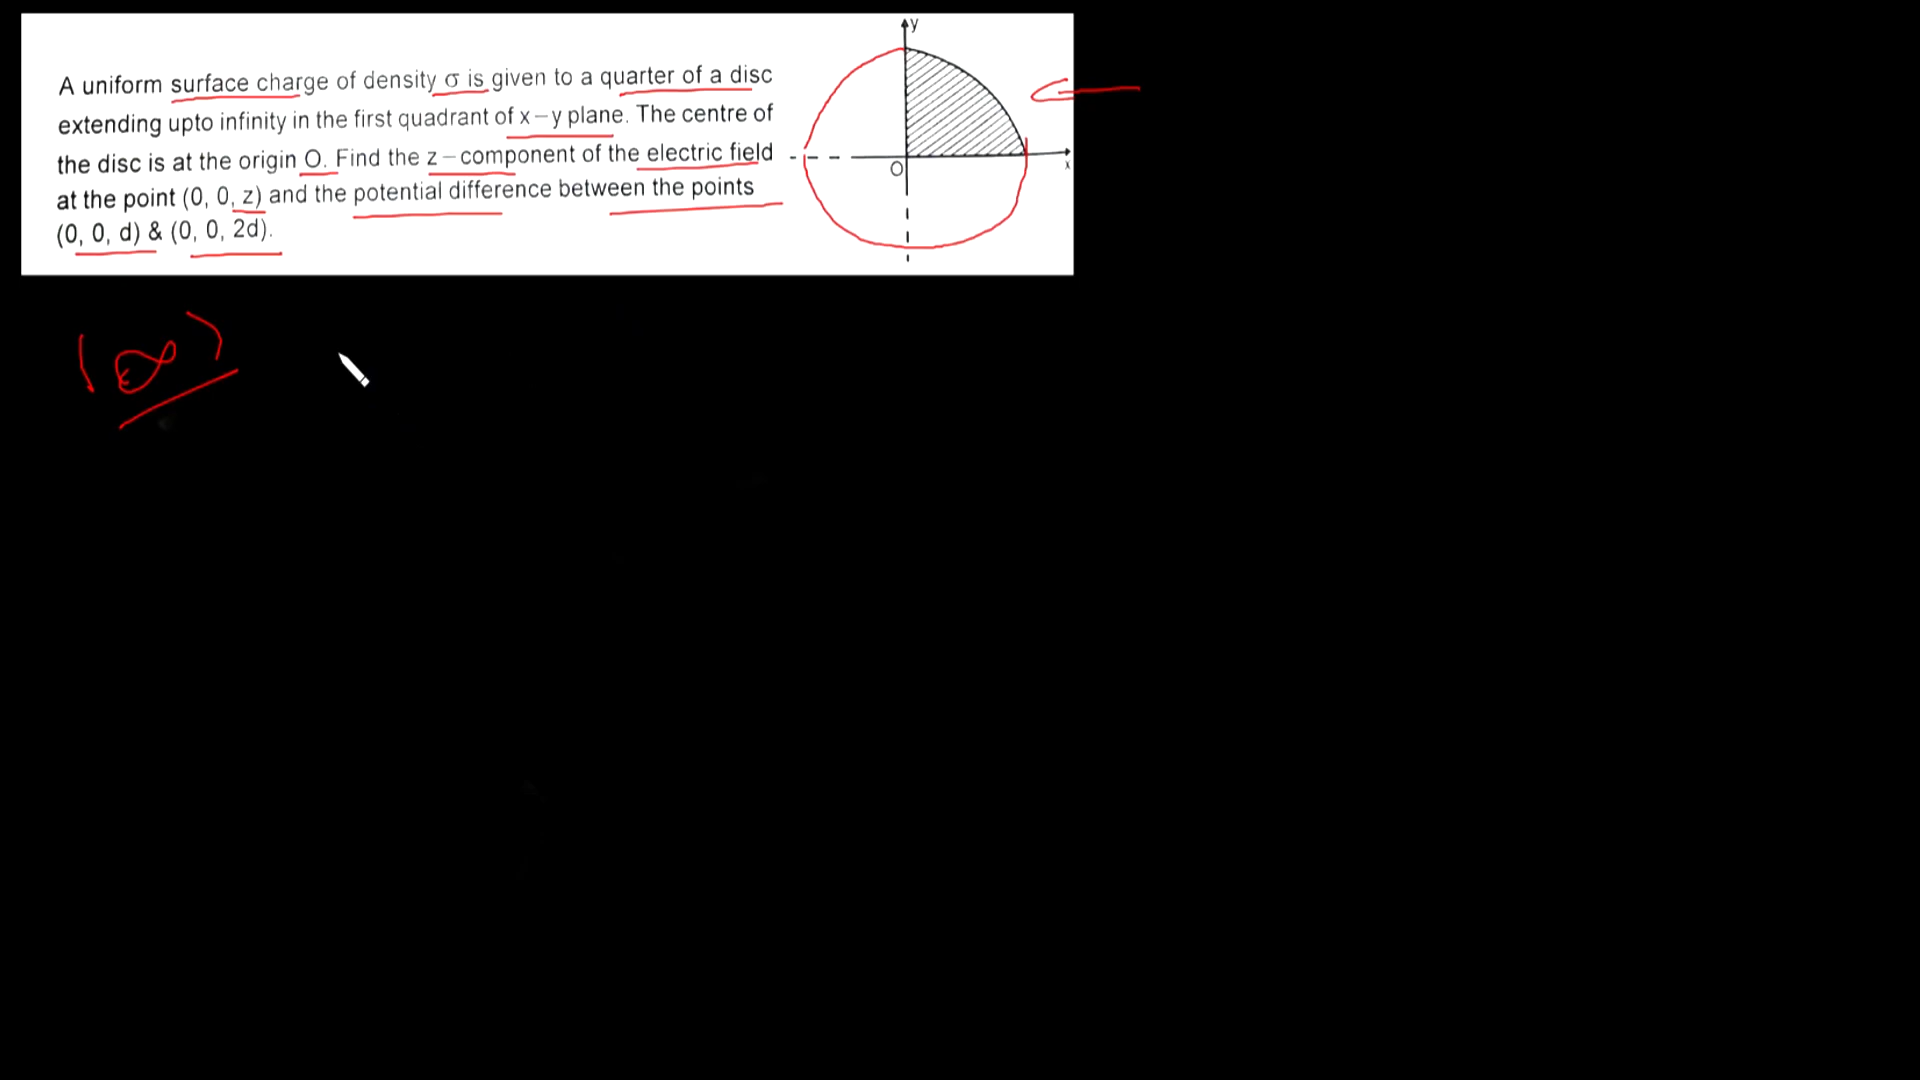 A uniform surface charge of density σ is given to a quarter of a disc
extending upto infinity in the first quadrant of x – y plane. The centre of
the disc is at the origin O. Find the z – component of the electric field
at the point (0, 0, z) and the potential difference between the points
(0, 0, d) & (0, 0, 2d).
y
O
x
(∞)